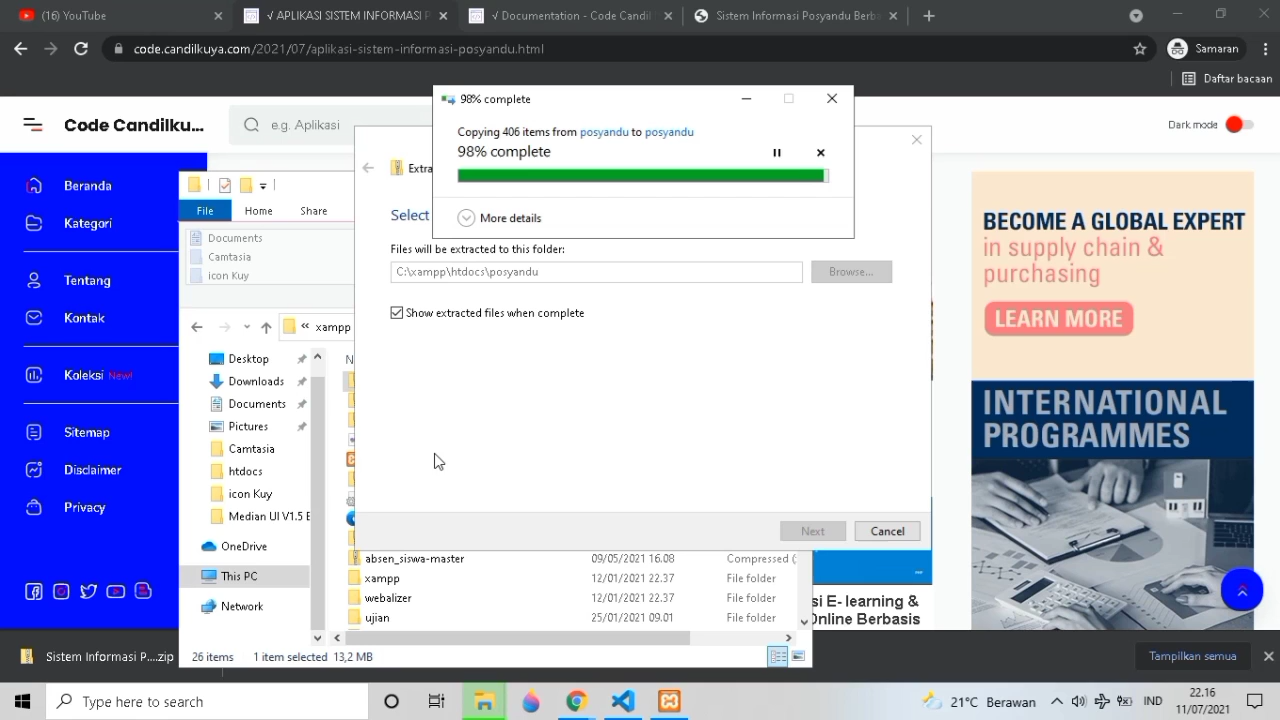 (16) YouTube
√ APLIKASI SISTEM INFORMASI P
√ Documentation - Code Candil
Sistem Informasi Posyandu Berba
code.candilkuya.com/2021/07/aplikasi-sistem-informasi-posyandu.html
Samaran
Daftar bacaan
Code Candilku...
e.g. Aplikasi
Dark mode
Beranda
Kategori
Tentang
Kontak
Koleksi New!
Sitemap
Disclaimer
Privacy
File
Home
Share
Documents
Camtasia
icon Kuy
xampp
Desktop
Downloads
Documents
Pictures
Camtasia
htdocs
icon Kuy
Median UI V1.5 E
OneDrive
This PC
Network
26 items
1 item selected 13,2 MB
98% complete
Copying 406 items from posyandu to posyandu
98% complete
More details
Extra
Select
Files will be extracted to this folder:
C:\xampp\htdocs\posyandu
Browse...
Show extracted files when complete
Next
Cancel
absen_siswa-master 09/05/2021 16.08 Compressed (
xampp 12/01/2021 22.37 File folder
webalizer 12/01/2021 22.37 File folder
ujian 25/01/2021 09.01 File folder
si E- learning &
Online Berbasis
BECOME A GLOBAL EXPERT
in supply chain &
purchasing
LEARN MORE
INTERNATIONAL
PROGRAMMES
Sistem Informasi P....zip
Tampilkan semua
Type here to search
21°C Berawan
IND
22.16
11/07/2021